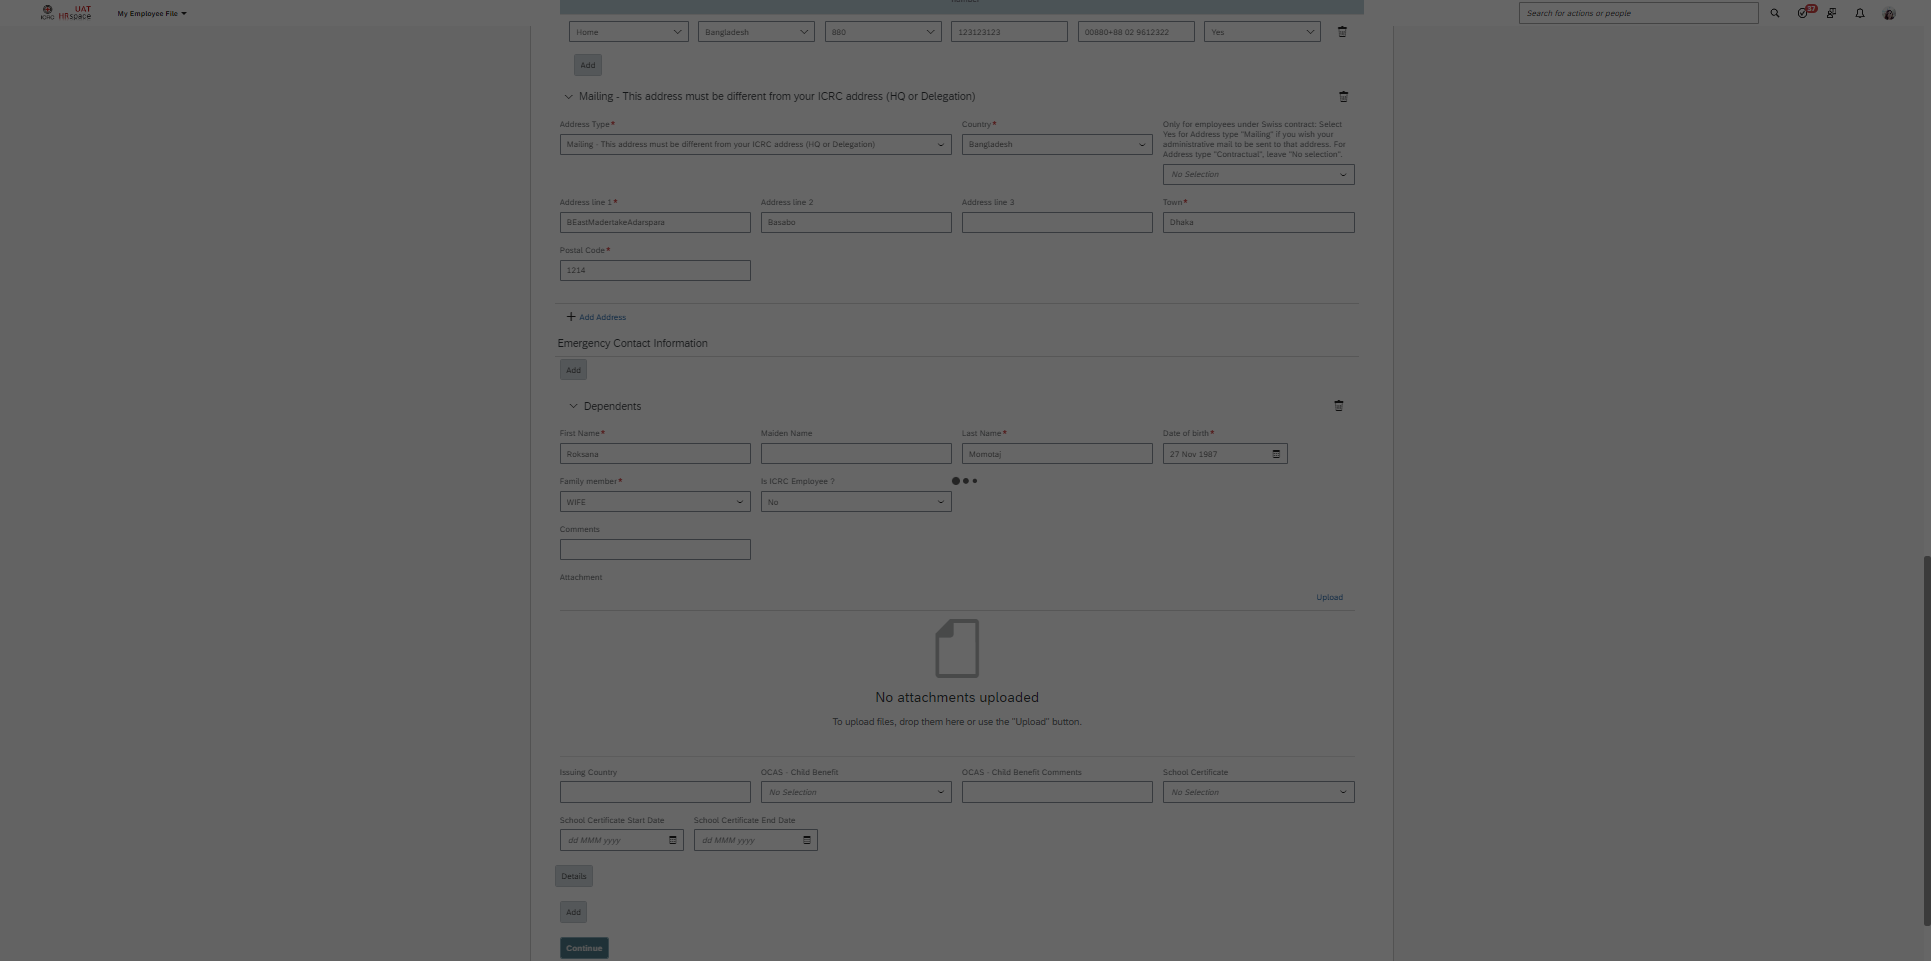 ICRC
UAT
HRspace
My Employee File
Search for actions or people
37
Home
Bangladesh
880
123123123
00880+88 02 9612322
Yes
Add
Mailing - This address must be different from your ICRC address (HQ or Delegation)
Address Type*
Country*
Only for employees under Swiss contract: Select
Yes for Address type "Mailing" if you wish your
administrative mail to be sent to that address. For
Address type "Contractual", leave "No selection".
Mailing - This address must be different from your ICRC address (HQ or Delegation)
Bangladesh
No Selection
Address line 1*
Address line 2
Address line 3
Town*
BEastMadertakeAdarspara
Basabo
Dhaka
Postal Code*
1214
Add Address
Emergency Contact Information
Add
Dependents
First Name*
Maiden Name
Last Name*
Date of birth*
Roksana
Momotaj
27 Nov 1987
Family member*
Is ICRC Employee ?
WIFE
No
Comments
Attachment
Upload
No attachments uploaded
To upload files, drop them here or use the "Upload" button.
Issuing Country
OCAS - Child Benefit
OCAS - Child Benefit Comments
School Certificate
No Selection
No Selection
School Certificate Start Date
School Certificate End Date
dd MMM yyyy
dd MMM yyyy
Details
Add
Continue